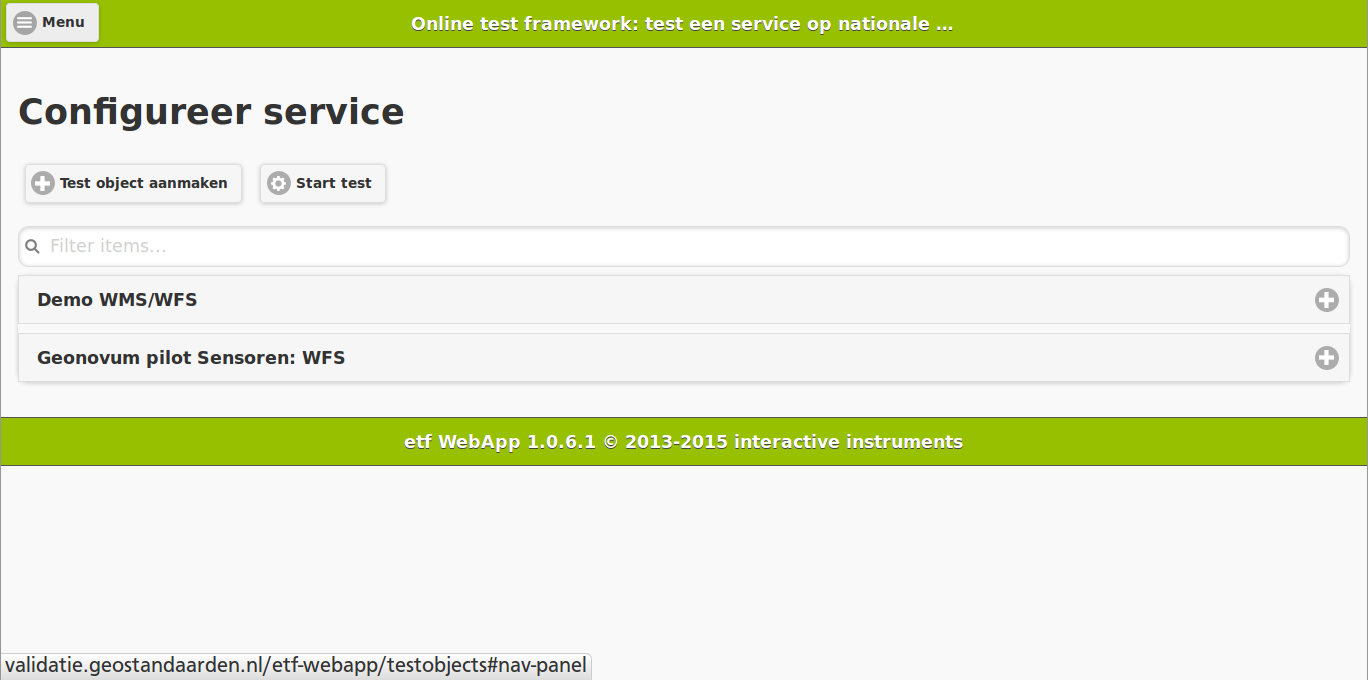 Menu
Online test framework: test een service op nationale ...
Configureer service
Test object aanmaken
Start test
Filter items...
Demo WMS/WFS
Geonovum pilot Sensoren: WFS
etf WebApp 1.0.6.1 © 2013-2015 interactive instruments
validatie.geostandaarden.nl/etf-webapp/testobjects#nav-panel